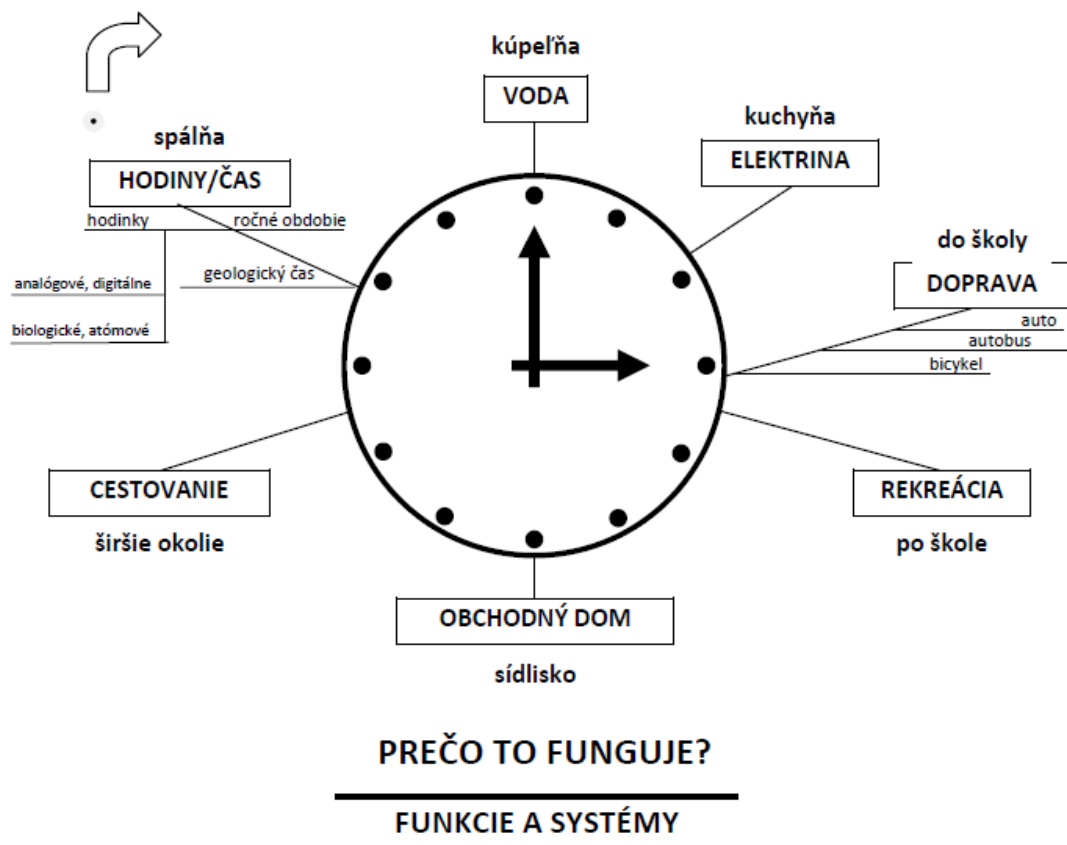 kúpeľňa
VODA
kuchyňa
ELEKTRINA
spálňa
HODINY/ČAS
hodinky
ročné obdobie
geologický čas
analógové, digitálne
biologické, atómové
do školy
DOPRAVA
auto
autobus
bicykel
CESTOVANIE
širšie okolie
REKREÁCIA
po škole
OBCHODNÝ DOM
sídlisko
PREČO TO FUNGUJE?
FUNKCIE A SYSTÉMY